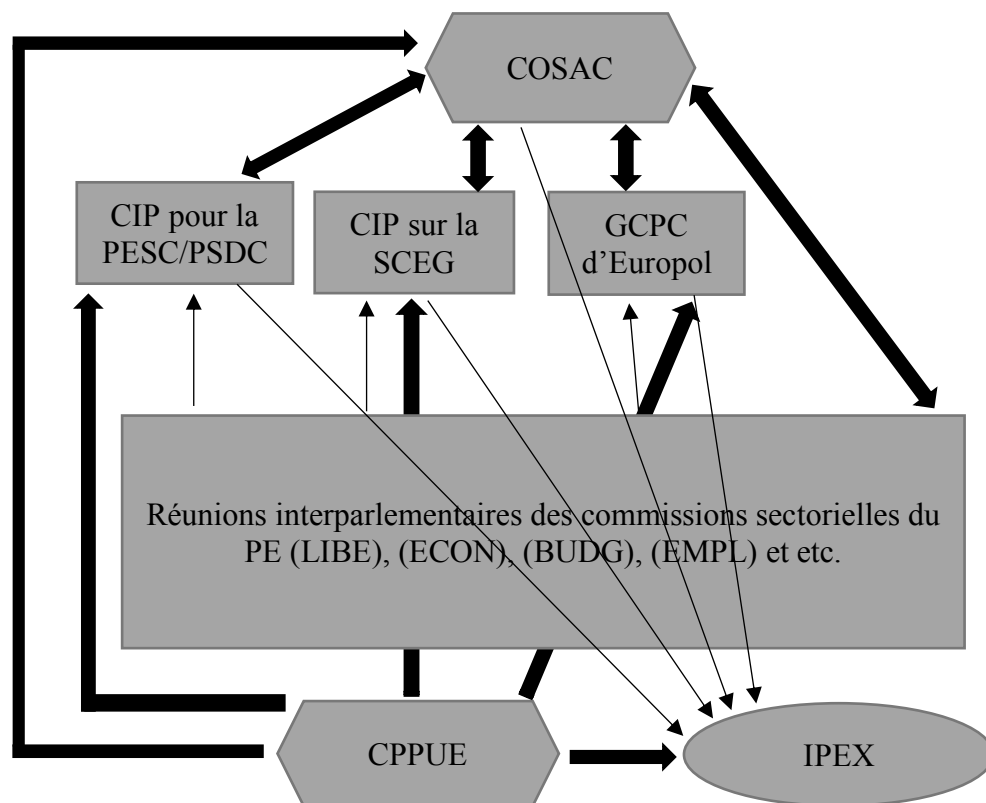 COSAC
CIP pour la
PESC/PSDC
CIP sur la
SCEG
GCPC
d’Europol
Réunions interparlementaires des commissions sectorielles du
PE (LIBE), (ECON), (BUDG), (EMPL) et etc.
CPPUE
IPEX